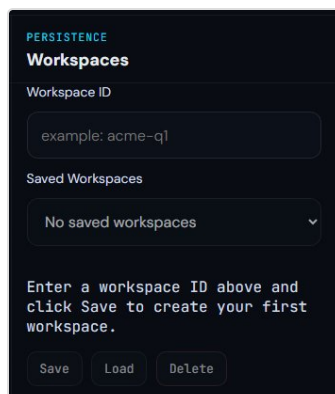 PERSISTENCE
Workspaces
Workspace ID
example: acme-q1
Saved Workspaces
No saved workspaces
Enter a workspace ID above and
click Save to create your first
workspace.
Save Load Delete